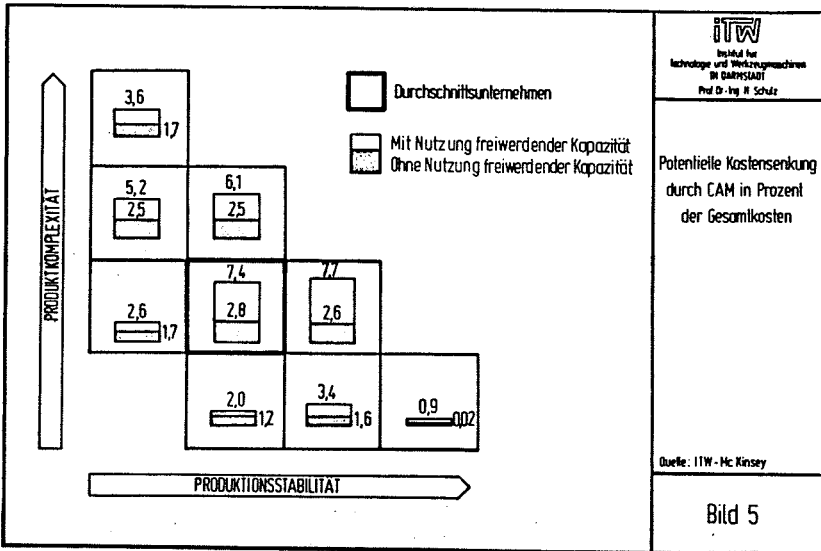 iTW
Institut für
Technologie und Werkzeugmaschinen
IN DARMSTADT
Prof Dr-Ing H Schulz
Potentielle Kostensenkung
durch CAM in Prozent
der Gesamtkosten
Quelle: ITW - Mc Kinsey
Bild 5
Durchschnittsunternehmen
Mit Nutzung freiwerdender Kapazität
Ohne Nutzung freiwerdender Kapazität
PRODUKTKOMPLEXITÄT
3,6
1,7
5,2
2,5
6,1
2,5
2,6
1,7
7,4
2,8
7,7
2,6
2,0
1,2
3,4
1,6
0,9
0,02
PRODUKTIONSSTABILITÄT